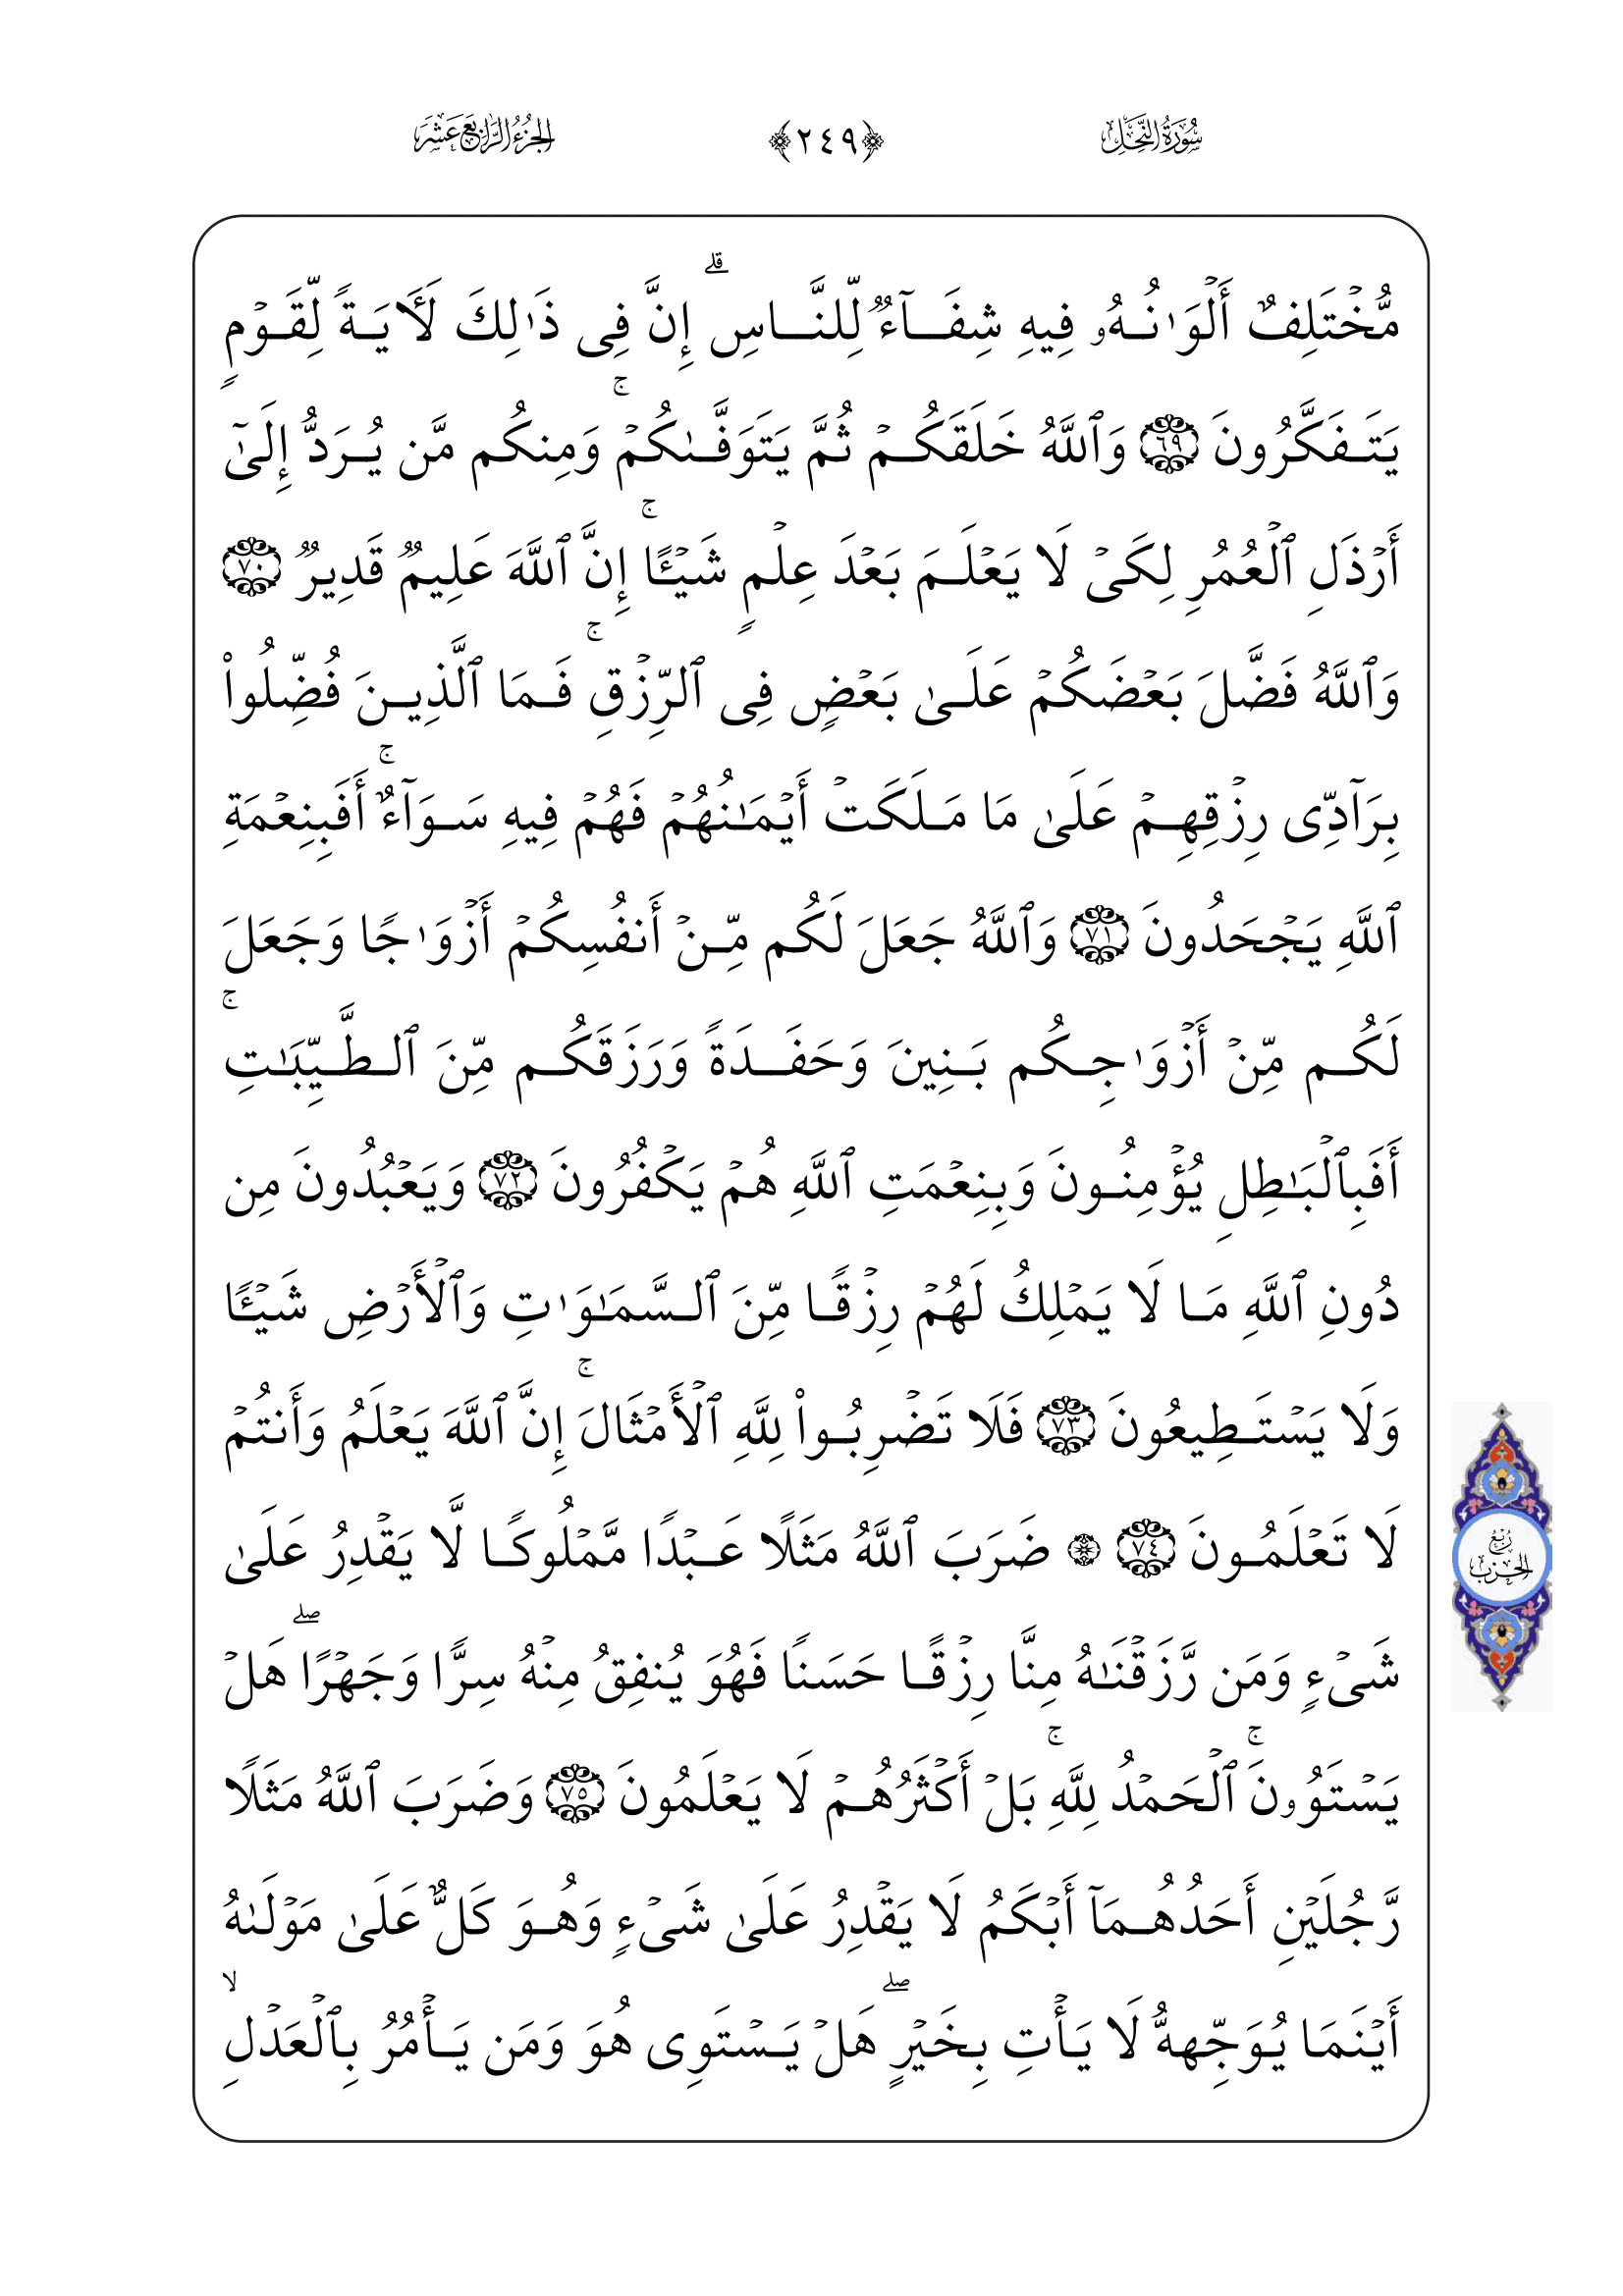 سُورَةُ النَّحۡلِ
﴿٢٤٩﴾
الجُزۡءُ الرَّابِعَ عَشَرَ
مُّخۡتَلِفٌ أَلۡوَٰنُهُۥ فِيهِ شِفَآءٌ لِّلنَّاسِۗ إِنَّ فِى ذَٰلِكَ لَأَيَةً لِّقَوۡمٍ
يَتَفَكَّرُونَ ٦٩ وَٱللَّهُ خَلَقَكُمۡ ثُمَّ يَتَوَفَّىٰكُمۡۚ وَمِنكُم مَّن يُرَدُّ إِلَىٰٓ
أَرۡذَلِ ٱلۡعُمُرِ لِكَىۡ لَا يَعۡلَمَ بَعۡدَ عِلۡمٍ شَيۡـًٔاۚ إِنَّ ٱللَّهَ عَلِيمٌ قَدِيرٌ ٧٠
وَٱللَّهُ فَضَّلَ بَعۡضَكُمۡ عَلَىٰ بَعۡضٍ فِى ٱلرِّزۡقِۚ فَمَا ٱلَّذِينَ فُضِّلُوا۟
بِرَآدِّى رِزۡقِهِمۡ عَلَىٰ مَا مَلَكَتۡ أَيۡمَـٰنُهُمۡ فَهُمۡ فِيهِ سَوَآءٌۚ أَفَبِنِعۡمَةِ
ٱللَّهِ يَجۡحَدُونَ ٧١ وَٱللَّهُ جَعَلَ لَكُم مِّنۡ أَنفُسِكُمۡ أَزۡوَٰجًا وَجَعَلَ
لَكُم مِّنۡ أَزۡوَٰجِكُم بَنِينَ وَحَفَدَةً وَرَزَقَكُم مِّنَ ٱلطَّيِّبَـٰتِۚ
أَفَبِٱلۡبَـٰطِلِ يُؤۡمِنُونَ وَبِنِعۡمَتِ ٱللَّهِ هُمۡ يَكۡفُرُونَ ٧٢ وَيَعۡبُدُونَ مِن
دُونِ ٱللَّهِ مَا لَا يَمۡلِكُ لَهُمۡ رِزۡقًا مِّنَ ٱلسَّمَـٰوَٰتِ وَٱلۡأَرۡضِ شَيۡـًٔا
وَلَا يَسۡتَطِيعُونَ ٧٣ فَلَا تَضۡرِبُوا۟ لِلَّهِ ٱلۡأَمۡثَالَۚ إِنَّ ٱللَّهَ يَعۡلَمُ وَأَنتُمۡ
لَا تَعۡلَمُونَ ٧٤ ۞ ضَرَبَ ٱللَّهُ مَثَلًا عَبۡدًا مَّمۡلُوكًا لَّا يَقۡدِرُ عَلَىٰ
شَىۡءٍ وَمَن رَّزَقۡنَـٰهُ مِنَّا رِزۡقًا حَسَنًا فَهُوَ يُنفِقُ مِنۡهُ سِرًّا وَجَهۡرًاۖ هَلۡ
يَسۡتَوُۥنَۚ ٱلۡحَمۡدُ لِلَّهِۚ بَلۡ أَكۡثَرُهُمۡ لَا يَعۡلَمُونَ ٧٥ وَضَرَبَ ٱللَّهُ مَثَلًا
رَّجُلَيۡنِ أَحَدُهُمَآ أَبۡكَمُ لَا يَقۡدِرُ عَلَىٰ شَىۡءٍ وَهُوَ كَلٌّ عَلَىٰ مَوۡلَىٰهُ
أَيۡنَمَا يُوَجِّههُّ لَا يَأۡتِ بِخَيۡرٍۖ هَلۡ يَسۡتَوِى هُوَ وَمَن يَأۡمُرُ بِٱلۡعَدۡلِۙ
رُبۡعُ
الحِزۡبِ